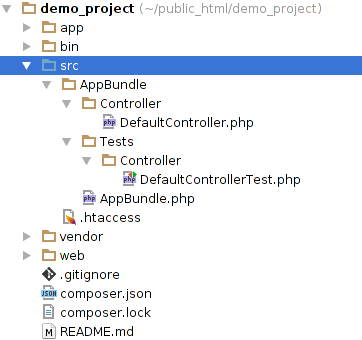 demo_project (~/public_html/demo_project)
app
bin
src
AppBundle
Controller
php DefaultController.php
Tests
Controller
php DefaultControllerTest.php
php AppBundle.php
.htaccess
vendor
web
.gitignore
JSON composer.json
composer.lock
M README.md